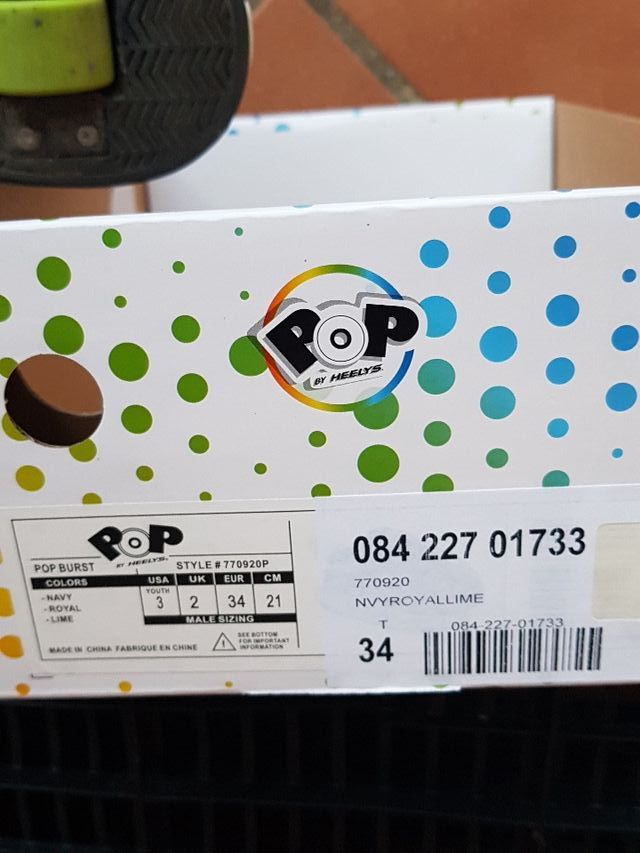 POP
BY HEELYS
POP
BY HEELYS
POP BURST STYLE # 770920P
COLORS USA UK EUR CM
-NAVY
-ROYAL
-LIME
YOUTH
3 2 34 21
MALE SIZING
MADE IN CHINA FABRIQUE EN CHINE
! SEE BOTTOM
FOR IMPORTANT
INFORMATION
084 227 01733
770920
NVYROYALLIME
T
34
084-227-01733